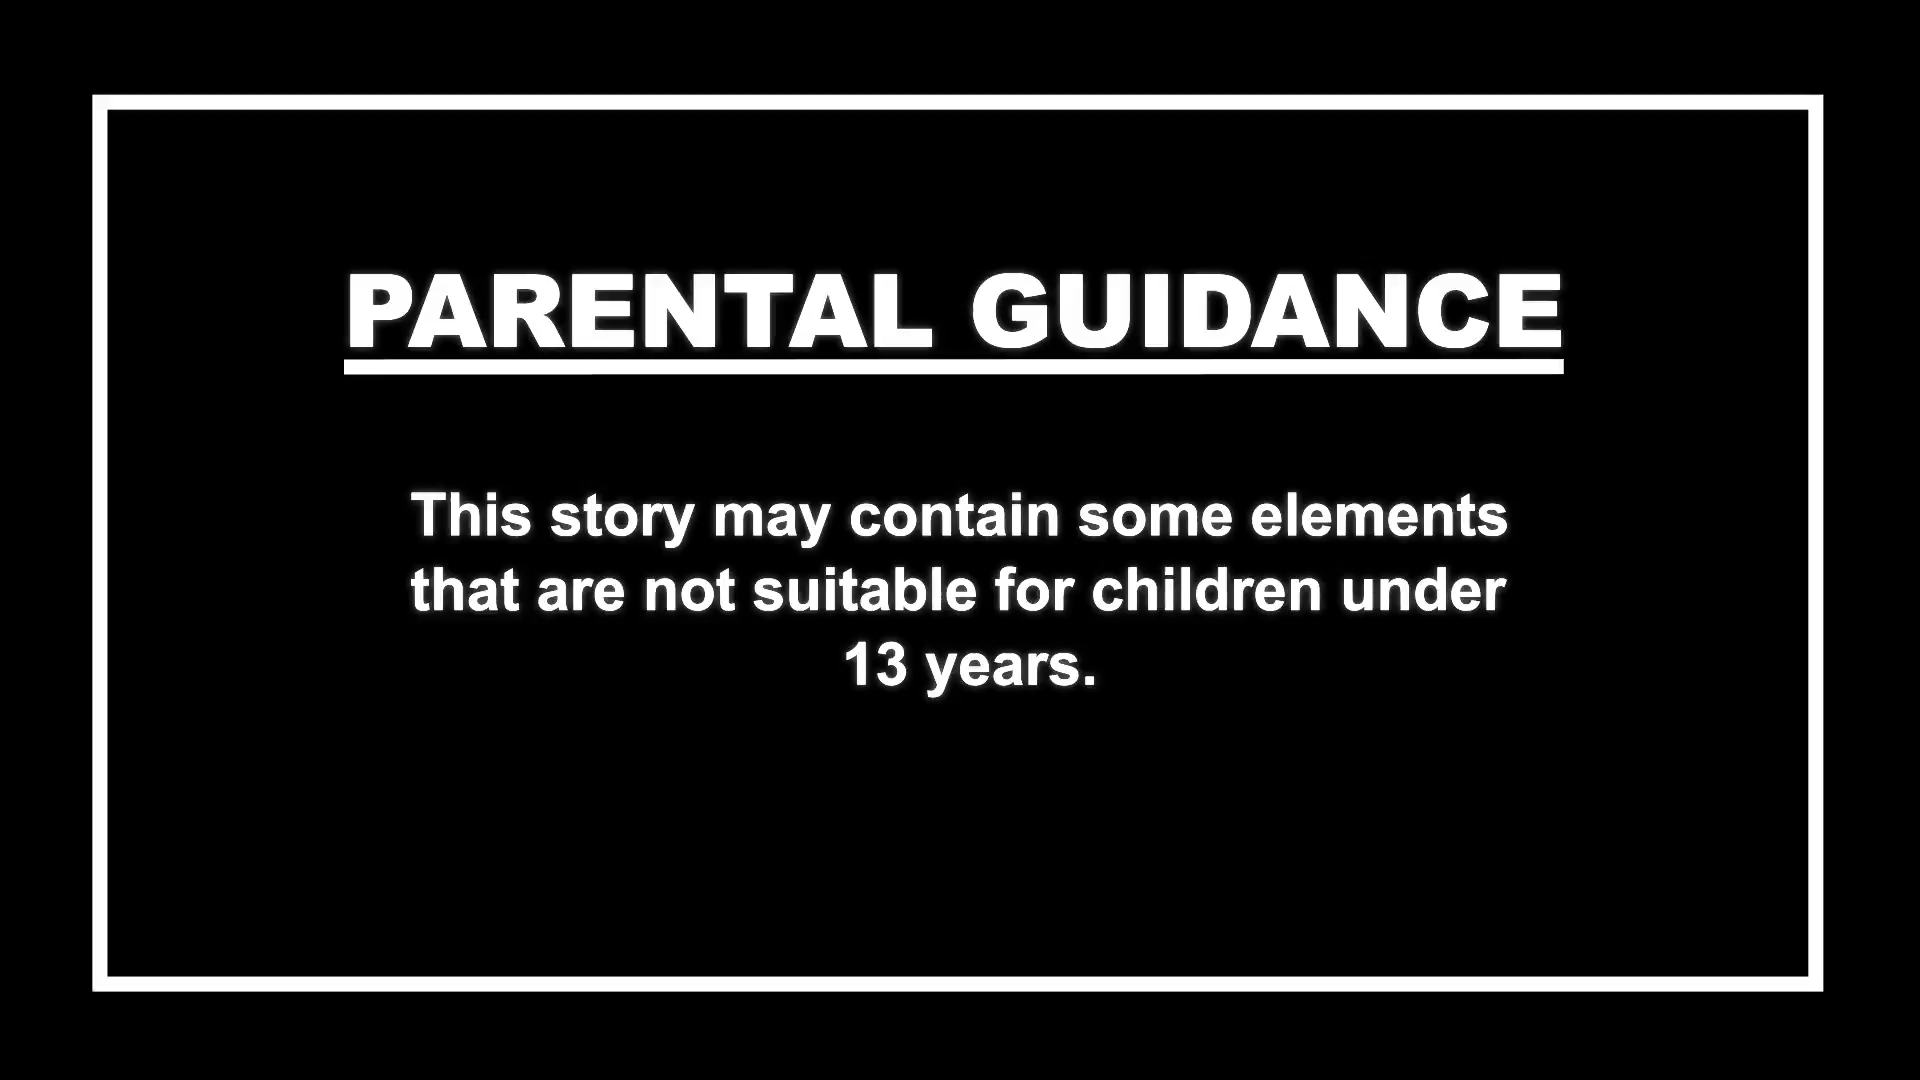 PARENTAL GUIDANCE
This story may contain some elements
that are not suitable for children under
13 years.